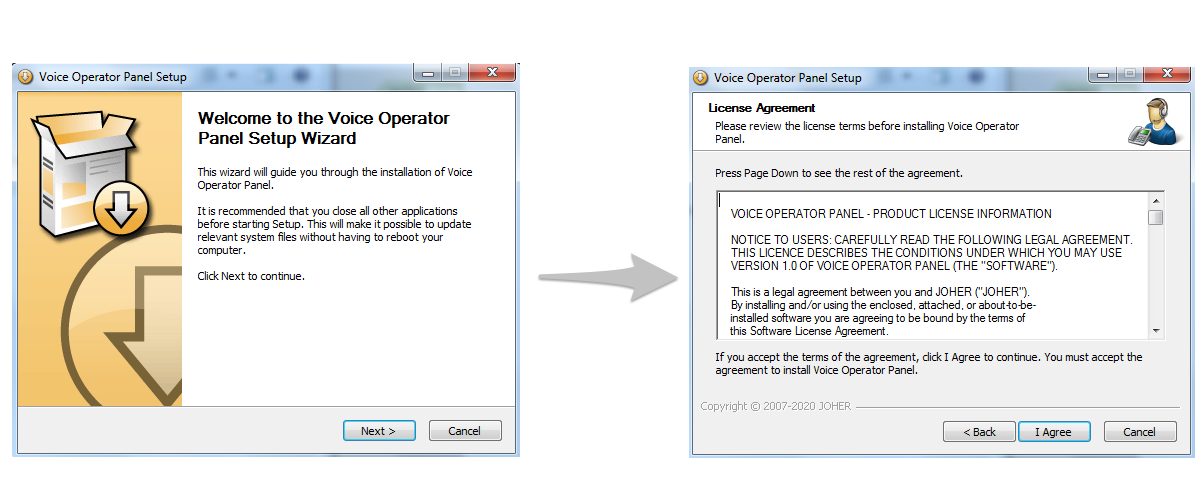 Voice Operator Panel Setup
Welcome to the Voice Operator
Panel Setup Wizard
This wizard will guide you through the installation of Voice
Operator Panel.
It is recommended that you close all other applications
before starting Setup. This will make it possible to update
relevant system files without having to reboot your
computer.
Click Next to continue.
Next >
Cancel
Voice Operator Panel Setup
License Agreement
Please review the license terms before installing Voice Operator
Panel.
Press Page Down to see the rest of the agreement.
VOICE OPERATOR PANEL - PRODUCT LICENSE INFORMATION
NOTICE TO USERS: CAREFULLY READ THE FOLLOWING LEGAL AGREEMENT.
THIS LICENCE DESCRIBES THE CONDITIONS UNDER WHICH YOU MAY USE
VERSION 1.0 OF VOICE OPERATOR PANEL (THE "SOFTWARE").
This is a legal agreement between you and JOHER ("JOHER").
By installing and/or using the enclosed, attached, or about-to-be-
installed software you are agreeing to be bound by the terms of
this Software License Agreement.
If you accept the terms of the agreement, click I Agree to continue. You must accept the
agreement to install Voice Operator Panel.
Copyright © 2007-2020 JOHER
< Back
I Agree
Cancel